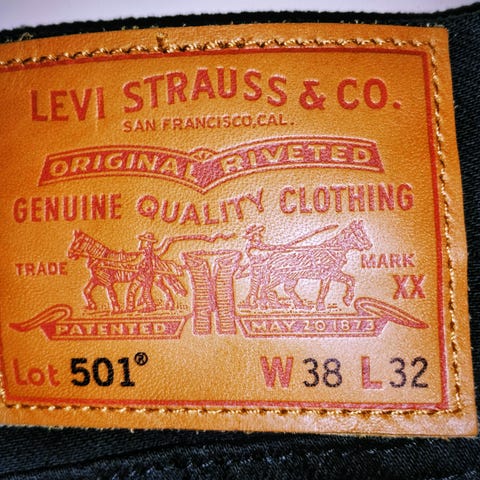 LEVI STRAUSS & CO.
SAN FRANCISCO, CAL.
ORIGINAL RIVETED
GENUINE QUALITY CLOTHING
TRADE MARK
XX
PATENTED MAY 20 1873
Lot 501® W 38 L 32